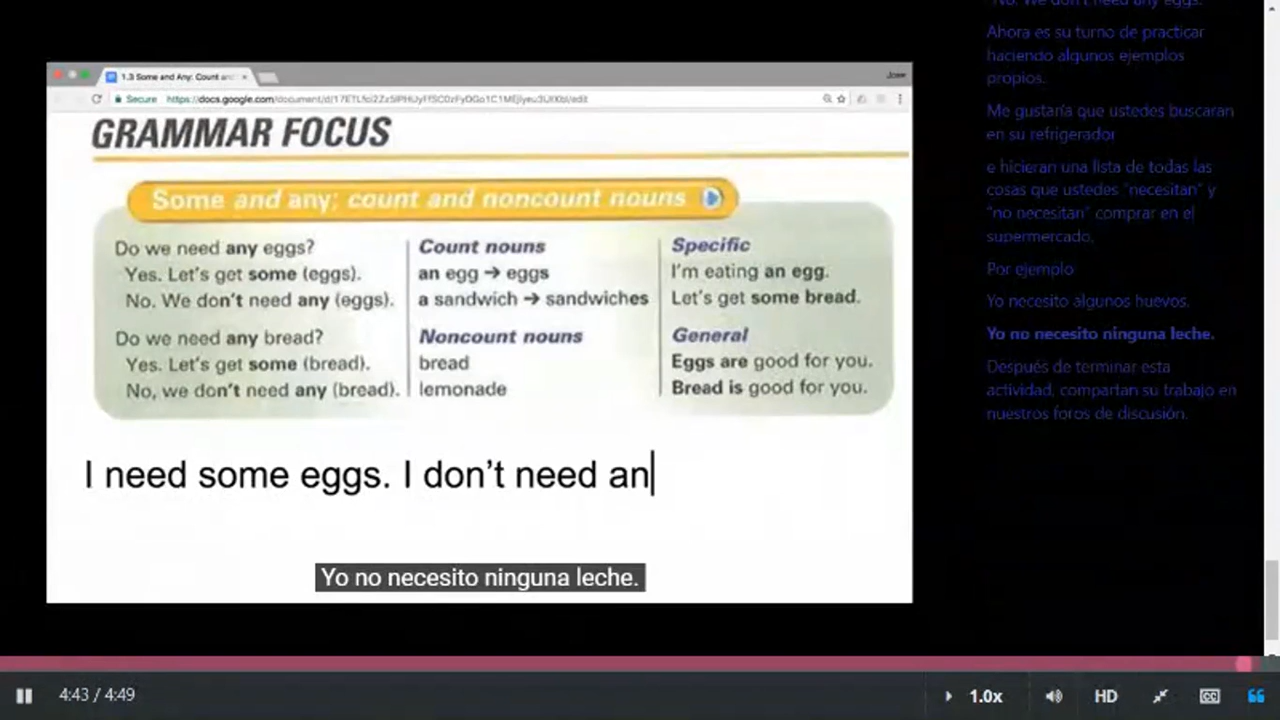 No. We don't need any eggs.
Ahora es su turno de practicar
haciendo algunos ejemplos
propios.
Me gustaría que ustedes buscaran
en su refrigerador
e hicieran una lista de todas las
cosas que ustedes "necesitan" y
"no necesitan" comprar en el
supermercado.
Por ejemplo
Yo necesito algunos huevos.
Yo no necesito ninguna leche.
Después de terminar esta
actividad, compartan su trabajo en
nuestros foros de discusión.
1.3 Some and Any: Count and
Secure
GRAMMAR FOCUS
Some and any; count and noncount nouns
Do we need any eggs?
Yes. Let's get some (eggs).
No. We don't need any (eggs).
Do we need any bread?
Yes. Let's get some (bread).
No, we don't need any (bread).
Count nouns
an egg → eggs
a sandwich → sandwiches
Noncount nouns
bread
lemonade
Specific
I'm eating an egg.
Let's get some bread.
General
Eggs are good for you.
Bread is good for you.
I need some eggs. I don't need an
Yo no necesito ninguna leche.
4:43 / 4:49
1.0x
HD
CC